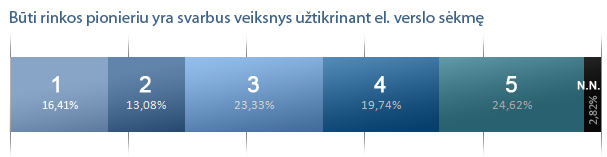 Būti rinkos pionieriu yra svarbus veiksnys užtikrinant el. verslo sėkmę
1 2 3 4 5 N.N.
16,41% 13,08% 23,33% 19,74% 24,62% 2,82%